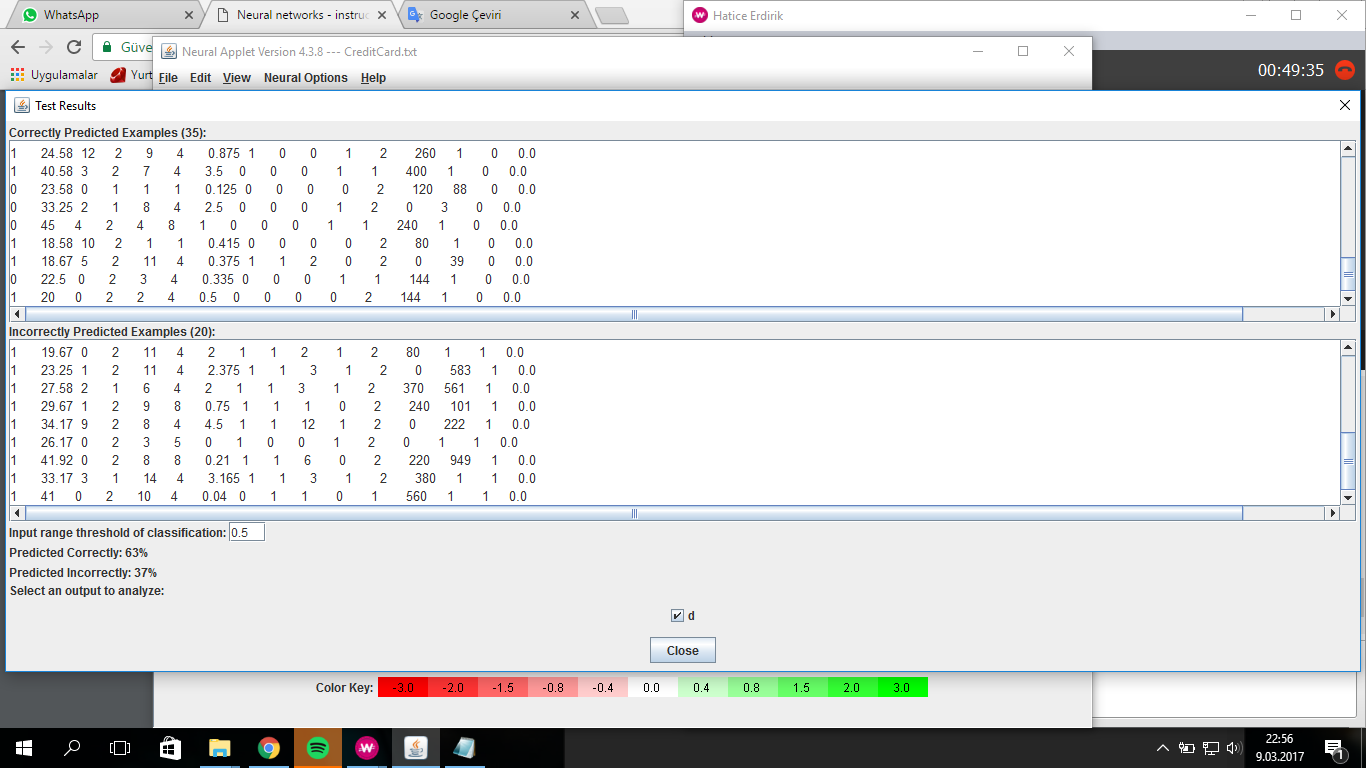 WhatsApp
Neural networks - instruc
Google Çeviri
Hatice Erdirik
Güve
Neural Applet Version 4.3.8 --- CreditCard.txt
Uygulamalar
Yurt
File Edit View Neural Options Help
00:49:35
Test Results
Correctly Predicted Examples (35):
1 24.58 12 2 9 4 0.875 1 0 0 1 2 260 1 0 0.0
1 40.58 3 2 7 4 3.5 0 0 0 1 1 400 1 0 0.0
0 23.58 0 1 1 1 0.125 0 0 0 0 2 120 88 0 0.0
0 33.25 2 1 8 4 2.5 0 0 0 1 2 0 3 0 0.0
0 45 4 2 4 8 1 0 0 0 1 1 240 1 0 0.0
1 18.58 10 2 1 1 0.415 0 0 0 0 2 80 1 0 0.0
1 18.67 5 2 11 4 0.375 1 1 2 0 2 0 39 0 0.0
0 22.5 0 2 3 4 0.335 0 0 0 1 1 144 1 0 0.0
1 20 0 2 2 4 0.5 0 0 0 0 2 144 1 0 0.0
Incorrectly Predicted Examples (20):
1 19.67 0 2 11 4 2 1 1 2 1 2 80 1 1 0.0
1 23.25 1 2 11 4 2.375 1 1 3 1 2 0 583 1 0.0
1 27.58 2 1 6 4 2 1 1 3 1 2 370 561 1 0.0
1 29.67 1 2 9 8 0.75 1 1 1 0 2 240 101 1 0.0
1 34.17 9 2 8 4 4.5 1 1 12 1 2 0 222 1 0.0
1 26.17 0 2 3 5 0 1 0 0 1 2 0 1 1 0.0
1 41.92 0 2 8 8 0.21 1 1 6 0 2 220 949 1 0.0
1 33.17 3 1 14 4 3.165 1 1 3 1 2 380 1 1 0.0
1 41 0 2 10 4 0.04 0 1 1 0 1 560 1 1 0.0
Input range threshold of classification: 0.5
Predicted Correctly: 63%
Predicted Incorrectly: 37%
Select an output to analyze:
d
Close
Color Key: -3.0 -2.0 -1.5 -0.8 -0.4 0.0 0.4 0.8 1.5 2.0 3.0
22:56
9.03.2017
1